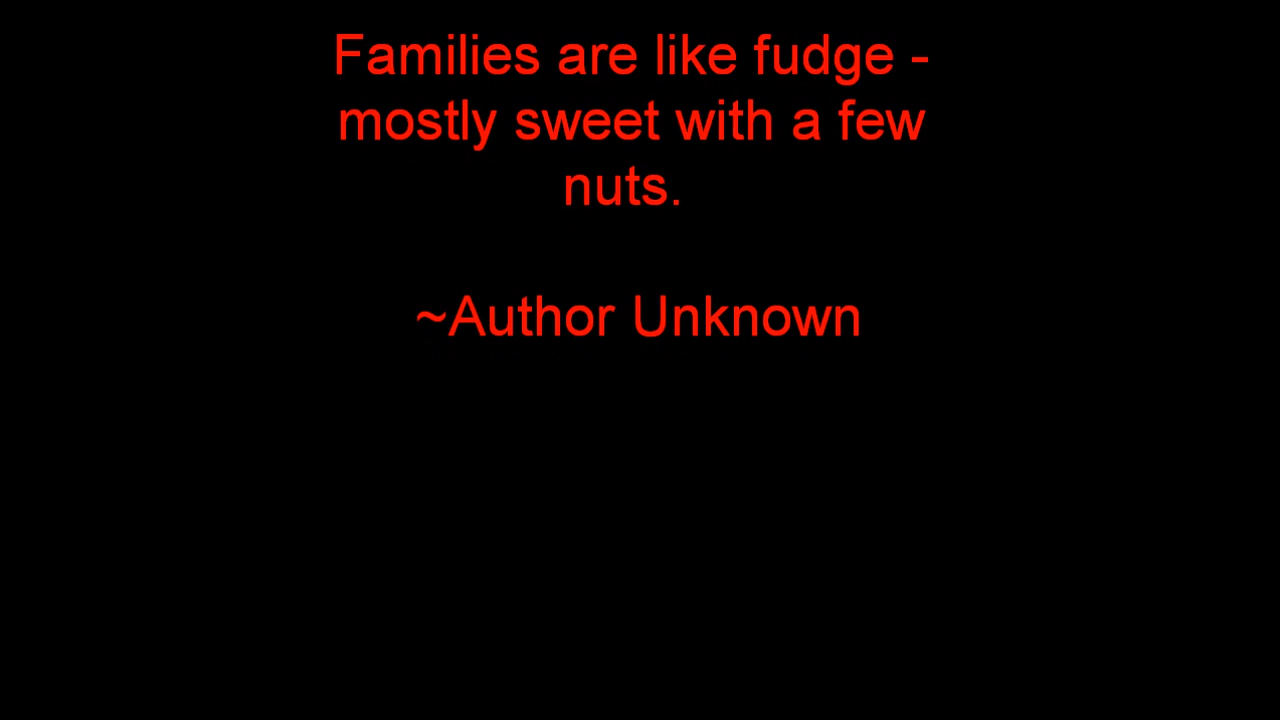 Families are like fudge -
mostly sweet with a few
nuts.
~Author Unknown